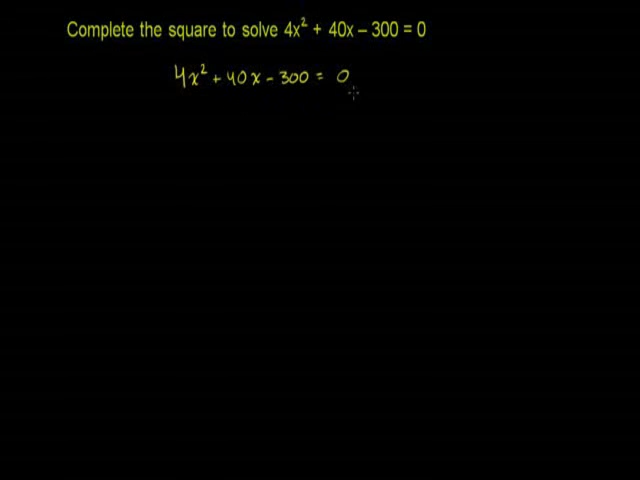 Complete the square to solve 4x² + 40x – 300 = 0
4x² + 40x - 300 = 0